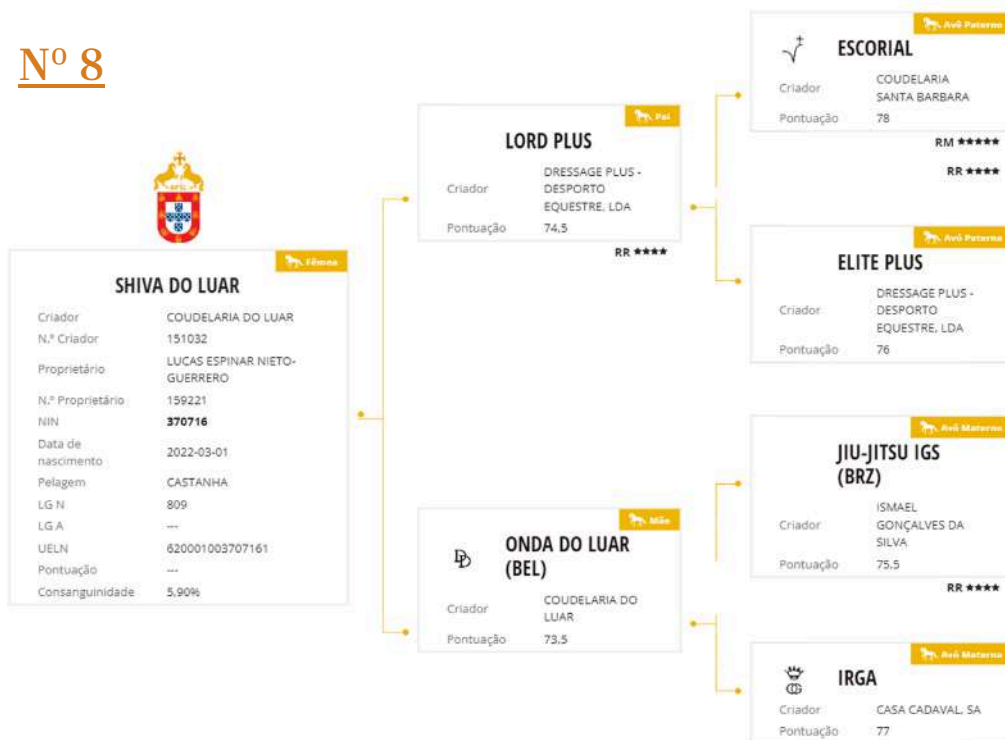 Nº 8
Fêmea
SHIVA DO LUAR
Criador COUDELARIA DO LUAR
N.º Criador 151032
Proprietário LUCAS ESPINAR NIETO-
GUERRERO
N.º Proprietário 159221
NIN 370716
Data de
nascimento 2022-03-01
Pelagem CASTANHA
LG N 809
LG A ---
UELN 620001003707161
Pontuação ---
Consanguinidade 5,90%
Pai
LORD PLUS
Criador DRESSAGE PLUS -
DESPORTO
EQUESTRE, LDA
Pontuação 74,5
RR ★★★★
Mãe
ONDA DO LUAR
(BEL)
Criador COUDELARIA DO
LUAR
Pontuação 73,5
Avô Paterno
ESCORIAL
Criador COUDELARIA
SANTA BARBARA
Pontuação 78
RM ★★★★★
RR ★★★★
Avó Paterna
ELITE PLUS
Criador DRESSAGE PLUS -
DESPORTO
EQUESTRE, LDA
Pontuação 76
Avô Materno
JIU-JITSU IGS
(BRZ)
Criador ISMAEL
GONÇALVES DA
SILVA
Pontuação 75,5
RR ★★★★
Avó Materna
IRGA
Criador CASA CADAVAL, SA
Pontuação 77